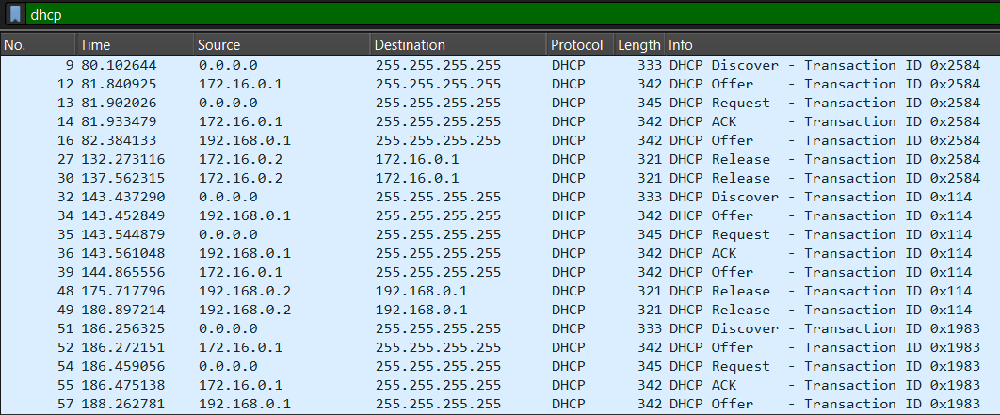 dhcp
No. Time Source Destination Protocol Length Info
9 80.102644 0.0.0.0 255.255.255.255 DHCP 333 DHCP Discover - Transaction ID 0x2584
12 81.840925 172.16.0.1 255.255.255.255 DHCP 342 DHCP Offer - Transaction ID 0x2584
13 81.902026 0.0.0.0 255.255.255.255 DHCP 345 DHCP Request - Transaction ID 0x2584
14 81.933479 172.16.0.1 255.255.255.255 DHCP 342 DHCP ACK - Transaction ID 0x2584
16 82.384133 192.168.0.1 255.255.255.255 DHCP 342 DHCP Offer - Transaction ID 0x2584
27 132.273116 172.16.0.2 172.16.0.1 DHCP 321 DHCP Release - Transaction ID 0x2584
30 137.562315 172.16.0.2 172.16.0.1 DHCP 321 DHCP Release - Transaction ID 0x2584
32 143.437290 0.0.0.0 255.255.255.255 DHCP 333 DHCP Discover - Transaction ID 0x114
34 143.452849 192.168.0.1 255.255.255.255 DHCP 342 DHCP Offer - Transaction ID 0x114
35 143.544879 0.0.0.0 255.255.255.255 DHCP 345 DHCP Request - Transaction ID 0x114
36 143.561048 192.168.0.1 255.255.255.255 DHCP 342 DHCP ACK - Transaction ID 0x114
39 144.865556 172.16.0.1 255.255.255.255 DHCP 342 DHCP Offer - Transaction ID 0x114
48 175.717796 192.168.0.2 192.168.0.1 DHCP 321 DHCP Release - Transaction ID 0x114
49 180.897214 192.168.0.2 192.168.0.1 DHCP 321 DHCP Release - Transaction ID 0x114
51 186.256325 0.0.0.0 255.255.255.255 DHCP 333 DHCP Discover - Transaction ID 0x1983
52 186.272151 172.16.0.1 255.255.255.255 DHCP 342 DHCP Offer - Transaction ID 0x1983
54 186.459056 0.0.0.0 255.255.255.255 DHCP 345 DHCP Request - Transaction ID 0x1983
55 186.475138 172.16.0.1 255.255.255.255 DHCP 342 DHCP ACK - Transaction ID 0x1983
57 188.262781 192.168.0.1 255.255.255.255 DHCP 342 DHCP Offer - Transaction ID 0x1983